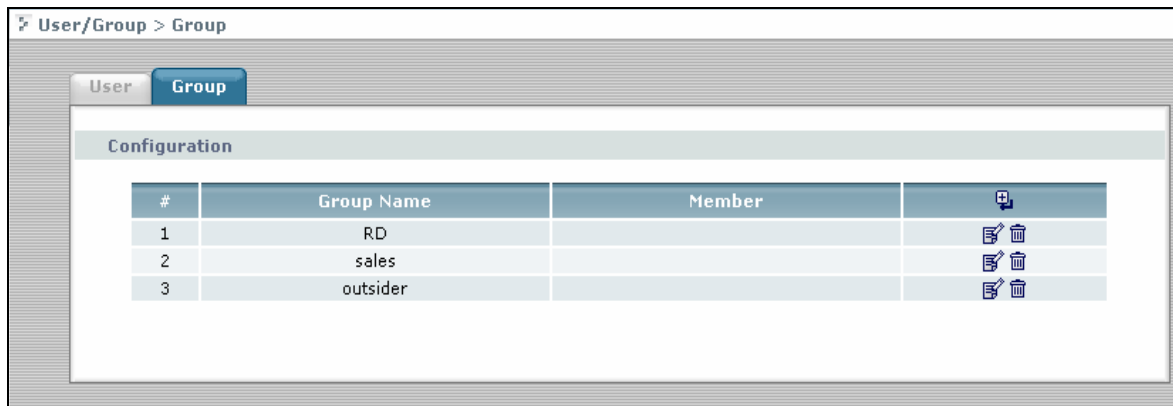 User/Group > Group
User Group
Configuration
# Group Name Member
1 RD
2 sales
3 outsider